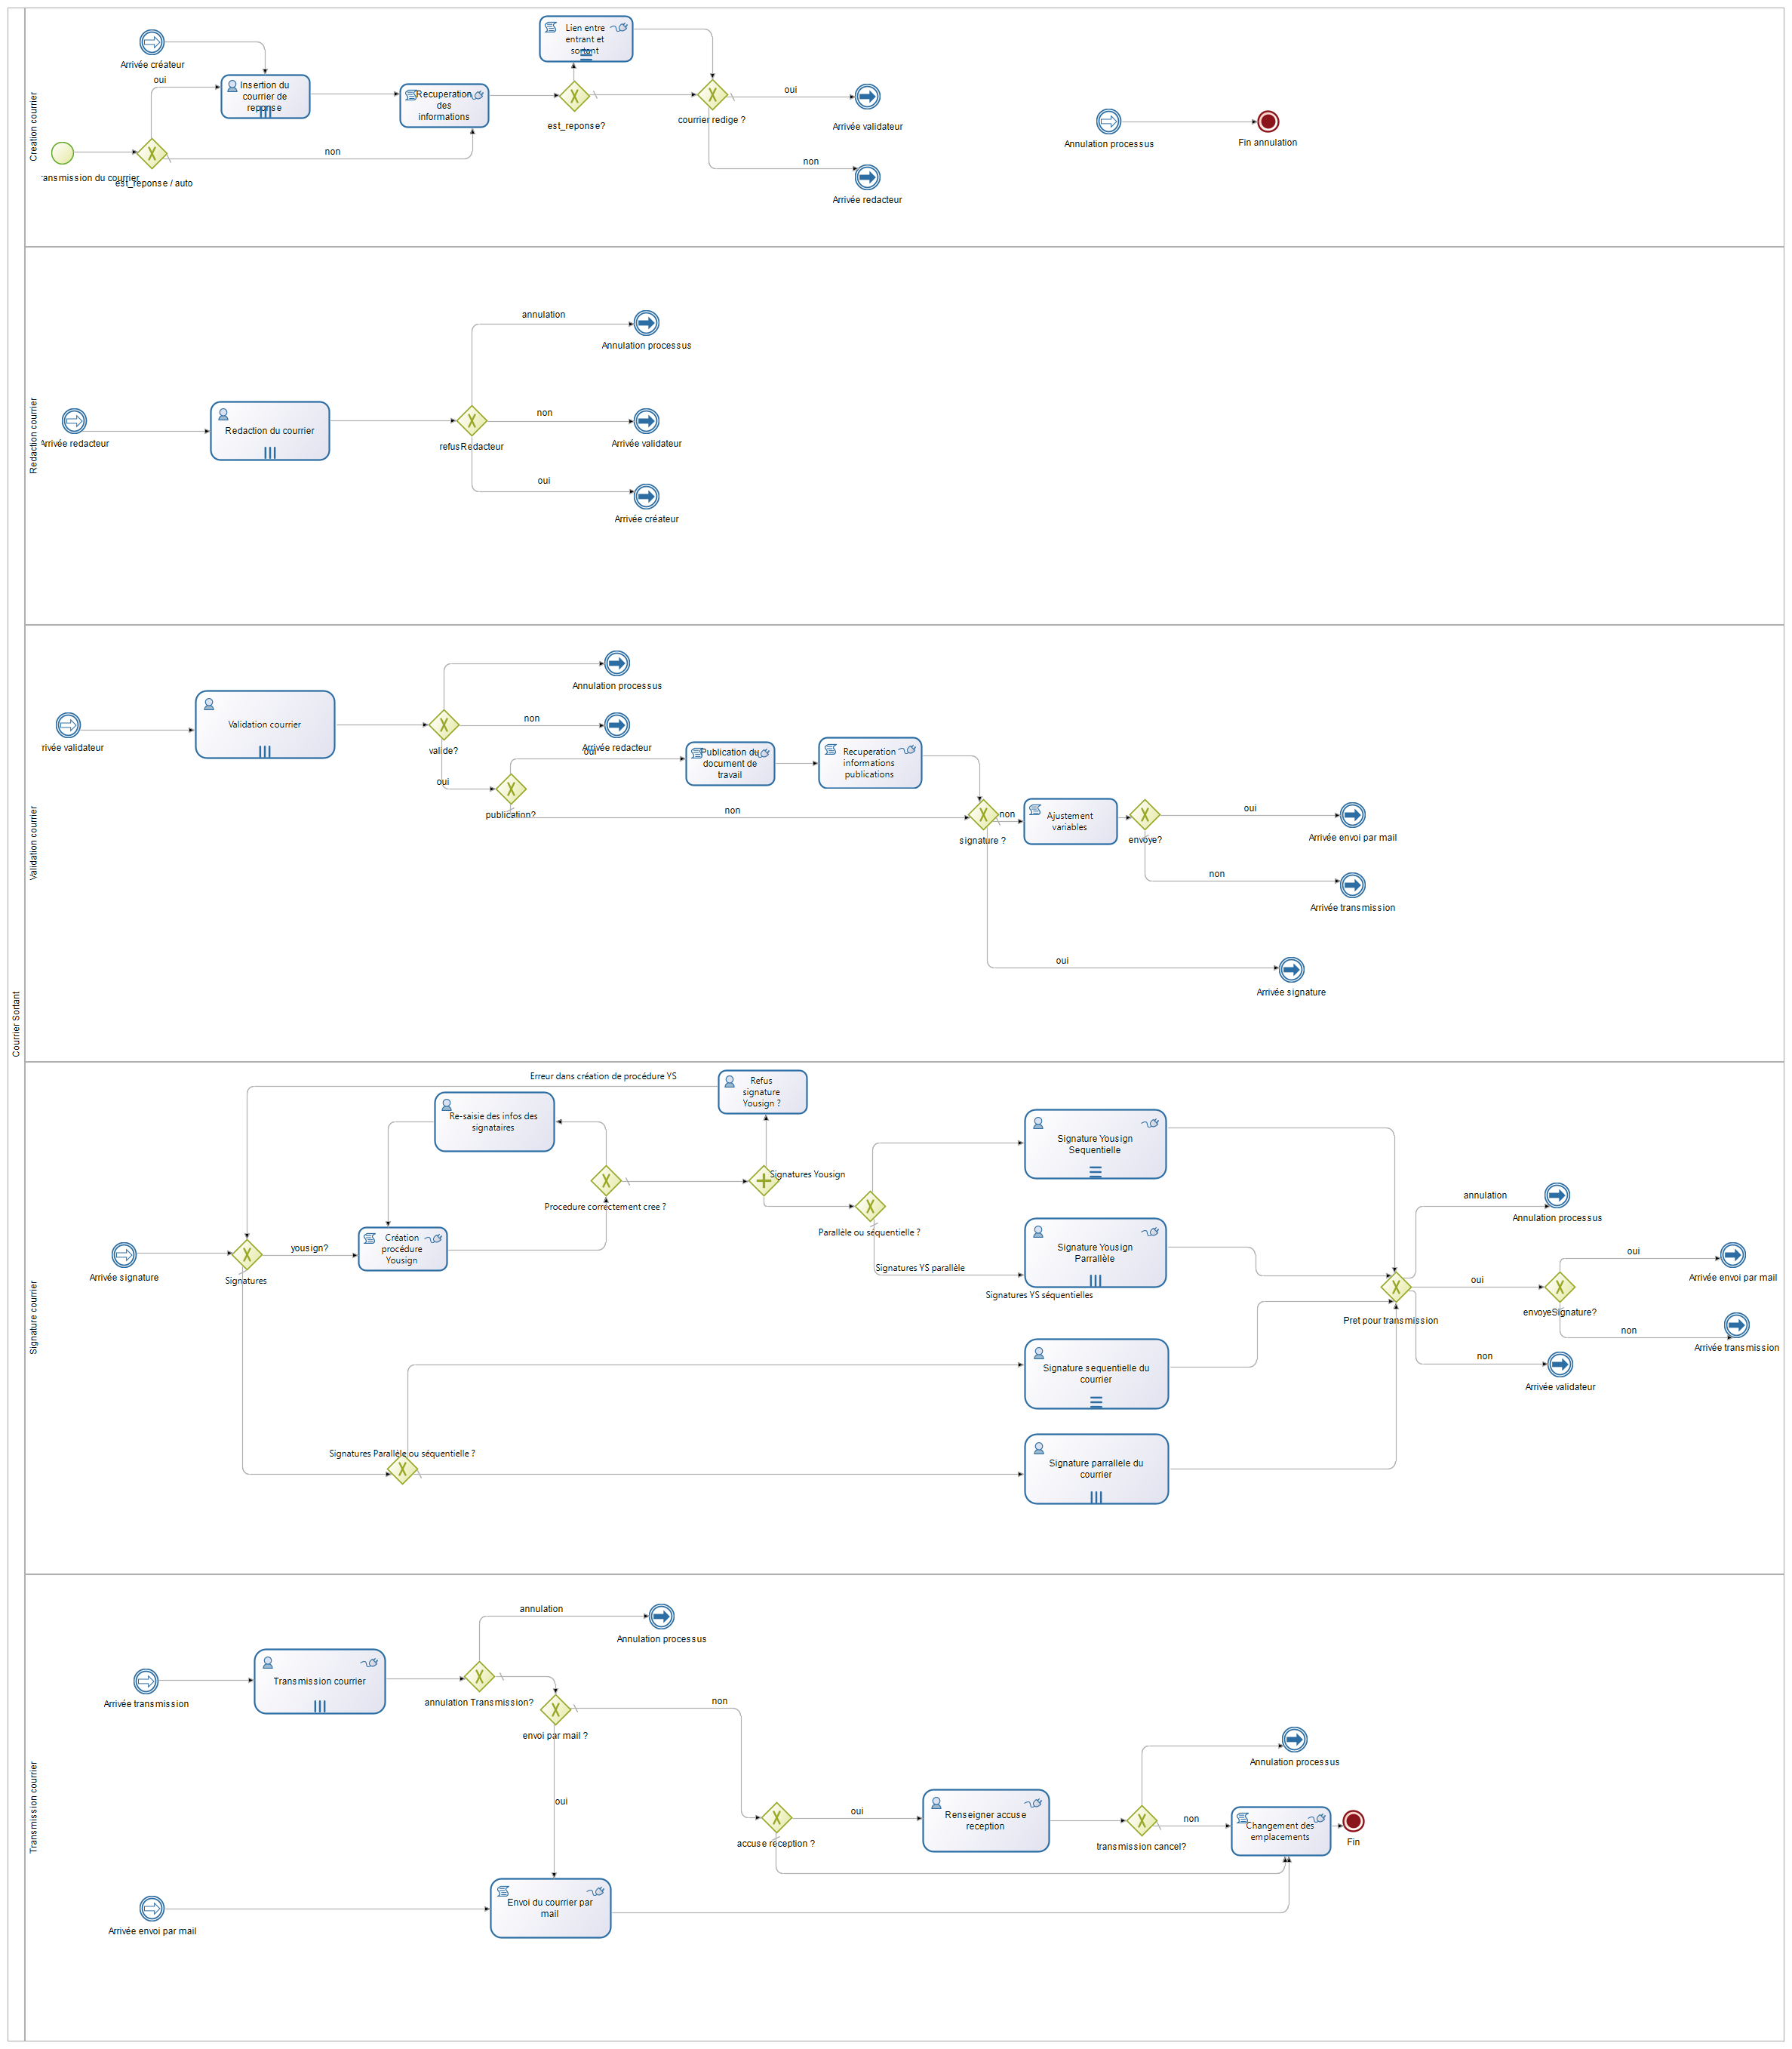 Courrier Sortant
Creation courrier
Arrivée créateur
oui
Insertion du
courrier de
reponse
Recuperation
des
informations
Lien entre
entrant et
sortant
est_reponse?
courrier redige ?
oui
Arrivée validateur
non
Arrivée redacteur
Annulation processus
Fin annulation
ansmission du courrier
est_reponse / auto
non
Redaction courrier
Arrivée redacteur
Redaction du courrier
refusRedacteur
annulation
Annulation processus
non
Arrivée validateur
oui
Arrivée créateur
Validation courrier
rivée validateur
Validation courrier
valide?
Annulation processus
non
Arrivée redacteur
oui
oui
publication?
Publication du
document de
travail
Recuperation
informations
publications
non
signature ?
non
Ajustement
variables
envoye?
oui
Arrivée envoi par mail
non
Arrivée transmission
oui
Arrivée signature
Signature courrier
Erreur dans création de procédure YS
Refus
signature
Yousign ?
Re-saisie des infos des
signataires
Signatures Yousign
Procedure correctement cree ?
Parallèle ou séquentielle ?
Arrivée signature
Signatures
yousign?
Création
procédure
Yousign
Signatures YS parallèle
Signatures YS séquentielles
Signature Yousign
Sequentielle
Signature Yousign
Parrallèle
Signature sequentielle du
courrier
Signature parrallele du
courrier
Signatures Parallèle ou séquentielle ?
Pret pour transmission
annulation
Annulation processus
oui
envoyeSignature?
oui
Arrivée envoi par mail
non
Arrivée transmission
non
Arrivée validateur
Transmission courrier
Arrivée transmission
Transmission courrier
annulation
Annulation processus
annulation Transmission?
envoi par mail ?
non
oui
accuse reception ?
oui
Renseigner accuse
reception
transmission cancel?
Annulation processus
non
Changement des
emplacements
Fin
Arrivée envoi par mail
Envoi du courrier par
mail